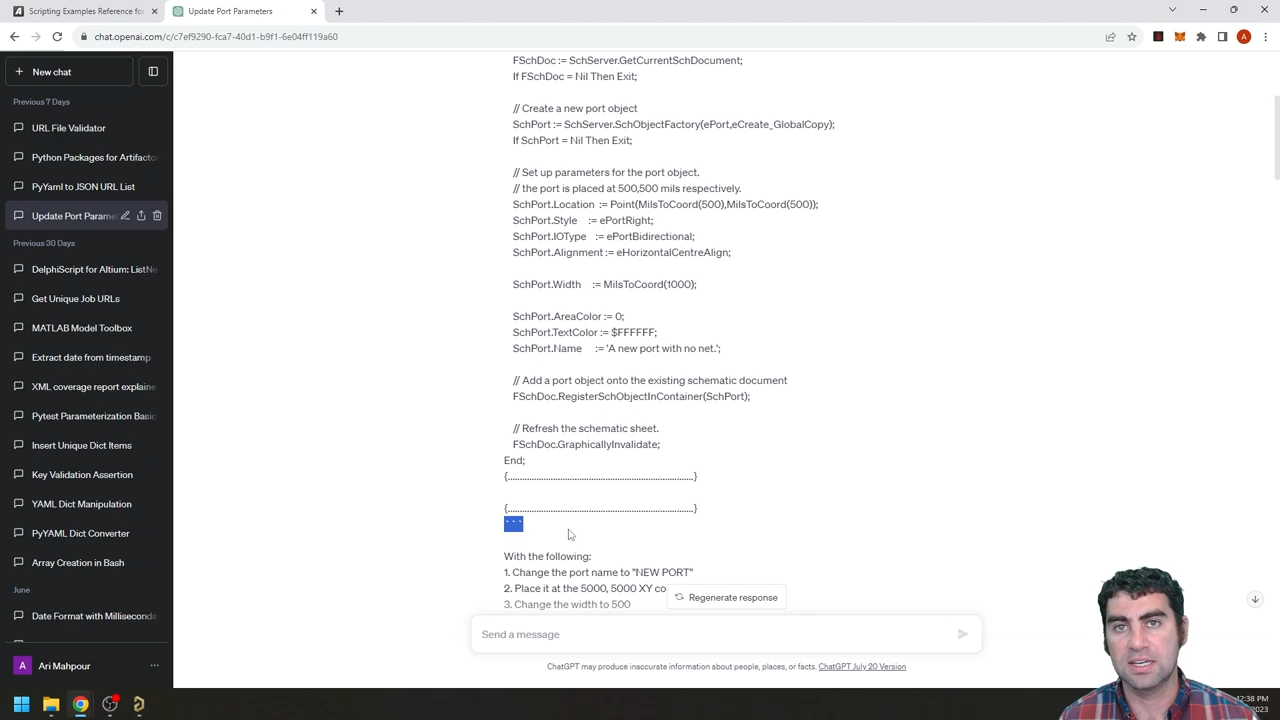 Scripting Examples Reference for
Update Port Parameters
chat.openai.com/c/c7ef9290-fca7-40d1-b9f1-6e04ff119a60
A
New chat
Previous 7 Days
URL File Validator
Python Packages for Artifacto
PyYaml to JSON URL List
Update Port Parame
Previous 30 Days
DelphiScript for Altium: ListNe
Get Unique Job URLs
MATLAB Model Toolbox
Extract date from timestamp
XML coverage report explaine
Pytest Parameterization Basic
Insert Unique Dict Items
Key Validation Assertion
YAML Dict Manipulation
PyYAML Dict Converter
Array Creation in Bash
June
Date Format with Milliseconds
AM Ari Mahpour
FSchDoc := SchServer.GetCurrentSchDocument;
If FSchDoc = Nil Then Exit;
// Create a new port object
SchPort := SchServer.SchObjectFactory(ePort,eCreate_GlobalCopy);
If SchPort = Nil Then Exit;
// Set up parameters for the port object.
// the port is placed at 500,500 mils respectively.
SchPort.Location := Point(MilsToCoord(500),MilsToCoord(500));
SchPort.Style := ePortRight;
SchPort.IOType := ePortBidirectional;
SchPort.Alignment := eHorizontalCentreAlign;
SchPort.Width := MilsToCoord(1000);
SchPort.AreaColor := 0;
SchPort.TextColor := $FFFFFF;
SchPort.Name := 'A new port with no net.';
// Add a port object onto the existing schematic document
FSchDoc.RegisterSchObjectInContainer(SchPort);
// Refresh the schematic sheet.
FSchDoc.GraphicallyInvalidate;
End;
{..............................................................................}
{..............................................................................}
```
With the following:
1. Change the port name to "NEW PORT"
2. Place it at the 5000, 5000 XY co
3. Change the width to 500
Regenerate response
Send a message
ChatGPT may produce inaccurate information about people, places, or facts. ChatGPT July 20 Version